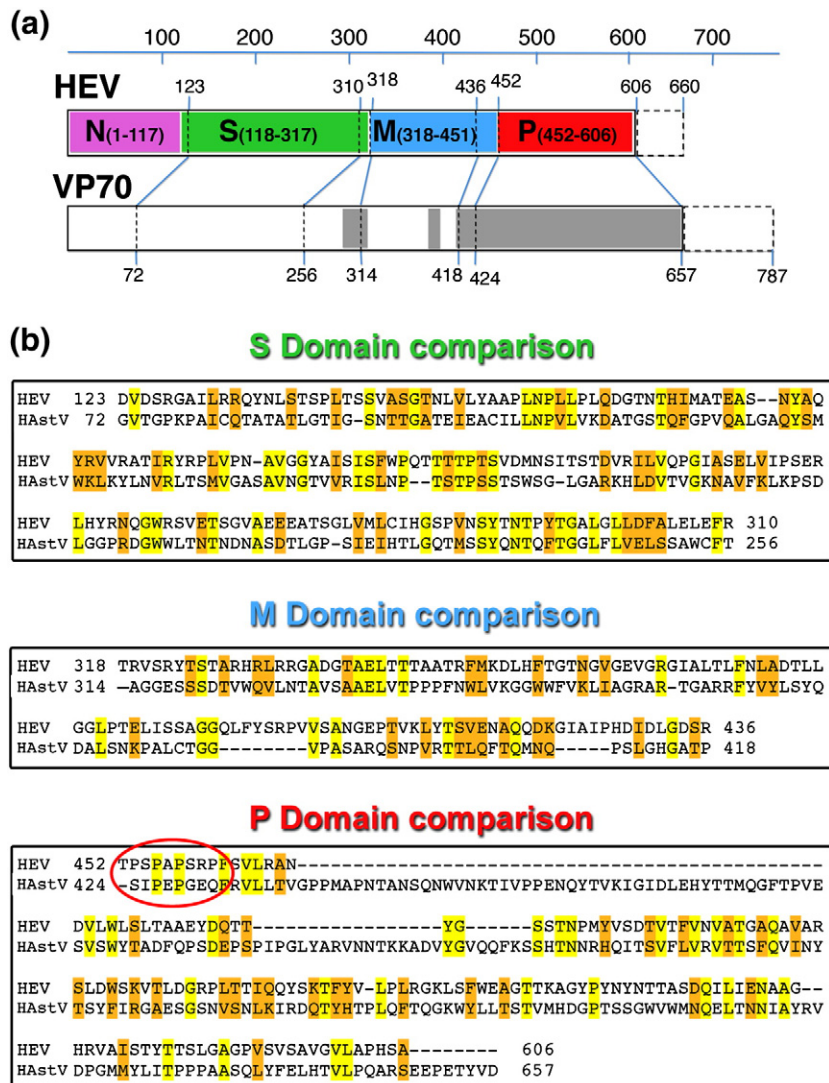 (a)
100 200 300 400 500 600 700
HEV 123 310 318 436 452 606 660
N(1-117) S(118-317) M(318-451) P(452-606)
VP70
72 256 314 418 424 657 787
(b)
S Domain comparison
HEV 123 DVDSRGAILRRQYNLSTSPLTSSVASGTNLVLYAAPLNPLLPLQDGTNTHIMATEAS--NYAQ
HAstV 72 GVTGPKPAICQTATATLGTIG-SNTTGATEIEACILLNPVLVKDATGSTQFGPVQALGAQYSM
HEV YRVVRATIRYRPLVPN-AVGGYAISISFWPQTTTTPTSVDMNSITSTDVRILVQPGIASELVIPSER
HAstV WKLKYLNVRLTSMVGASAVNGTVVRISLNP--TSTPSSTSWSG-LGARKHLDVTVGKNAVFKLKPSD
HEV LHYRNQGWRSVETSGVAEEEATSGLVMLCIHGSPVNSYTNTPYTGALGLLDFALELEFR 310
HAstV LGGPRDGWWLTNTNDNASDTLGP-SIEIHTLGQTMSSYQNTQFTGGLFLVELSSAWCFT 256
M Domain comparison
HEV 318 TRVSRYTSTARHRLRRGADGTAELTTTAATRFMKDLHFTGTNGVGEVGRGIALTLFNLADTLL
HAstV 314 -AGGESSSDTVWQVLNTAVSAAELVTPPPFNWLVKGGWWFVKLIAGRAR-TGARRFYVYLSYQ
HEV GGLPTELISSAGGQLFYSRPVVSANGEPTVKLYTSVENAQQDKGIAIPHDIDLGDSR 436
HAstV DALSNKPALCTGG--------VPASARQSNPVRTTLQFTQMNQ-----PSLGHGATP 418
P Domain comparison
HEV 452 TPSPAPSRPFSVLRAN------------------------------------------------
HAstV 424 -SIPEPGEQFRVLLTVGPPMAPNTANSQNWVNKTIVPPENQYTVKIGIDLEHYTTMQGFTPVE
HEV DVLWLSLTAAEYDQTT-------------------YG------SSTNPMYVSDTVTFVNVATGAQAVAR
HAstV SVSWYTADFQPSDEPSPIPGLYARVNNTKKADVYGVQQFKSSHTNNRHQITSVFLVRVTTSFQVINY
HEV SLDWSKVTLDGRPLTTIQQYSKTFYV-LPLRGKLSFWEAGTTKAGYPYNYNTTASDQILIENAAG--
HAstV TSYFIRGAESGSNVSNLKIRDQTYHTPLQFTQGKWYLLTSTVMHDGPTSSGWVWMNQELTNNIAYRV
HEV HRVAISTYTTSLGAGPVSVSAVGVLAPHSA-------- 606
HAstV DPGMMYLITPPPAASQLYFELHTVLPQARSEEPETYVD 657